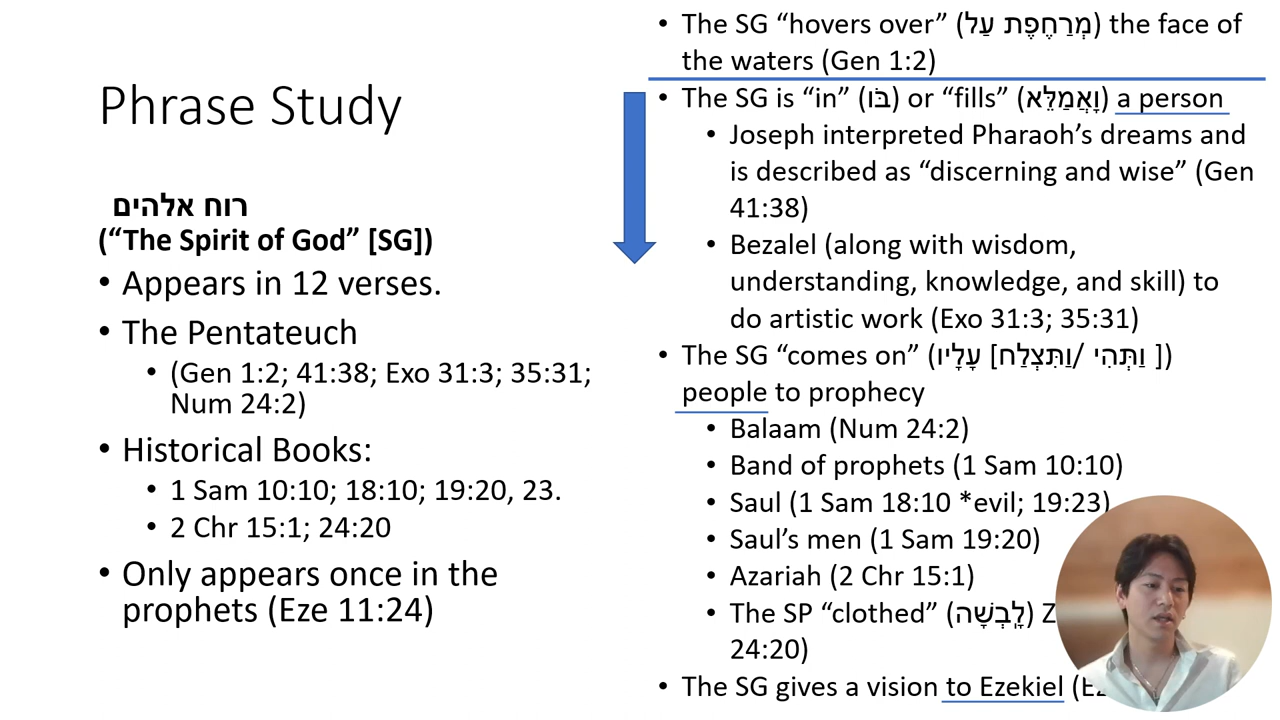 Phrase Study
רוח אלהים
(“The Spirit of God” [SG])
• Appears in 12 verses.
• The Pentateuch
• (Gen 1:2; 41:38; Exo 31:3; 35:31;
Num 24:2)
• Historical Books:
• 1 Sam 10:10; 18:10; 19:20, 23.
• 2 Chr 15:1; 24:20
• Only appears once in the
prophets (Eze 11:24)
• The SG “hovers over” (מְרַחֶפֶת עַל) the face of
the waters (Gen 1:2)
• The SG is “in” (בּוֹ) or “fills” (וָאֲמַלֵּא) a person
• Joseph interpreted Pharaoh’s dreams and
is described as “discerning and wise” (Gen
41:38)
• Bezalel (along with wisdom,
understanding, knowledge, and skill) to
do artistic work (Exo 31:3; 35:31)
• The SG “comes on” (עָלָיו [וַתִּצְלַח/ וַתְּהִי ])
people to prophecy
• Balaam (Num 24:2)
• Band of prophets (1 Sam 10:10)
• Saul (1 Sam 18:10 *evil; 19:23)
• Saul’s men (1 Sam 19:20)
• Azariah (2 Chr 15:1)
• The SP “clothed” (לָבְשָׁה)
24:20)
• The SG gives a vision to Ezekiel